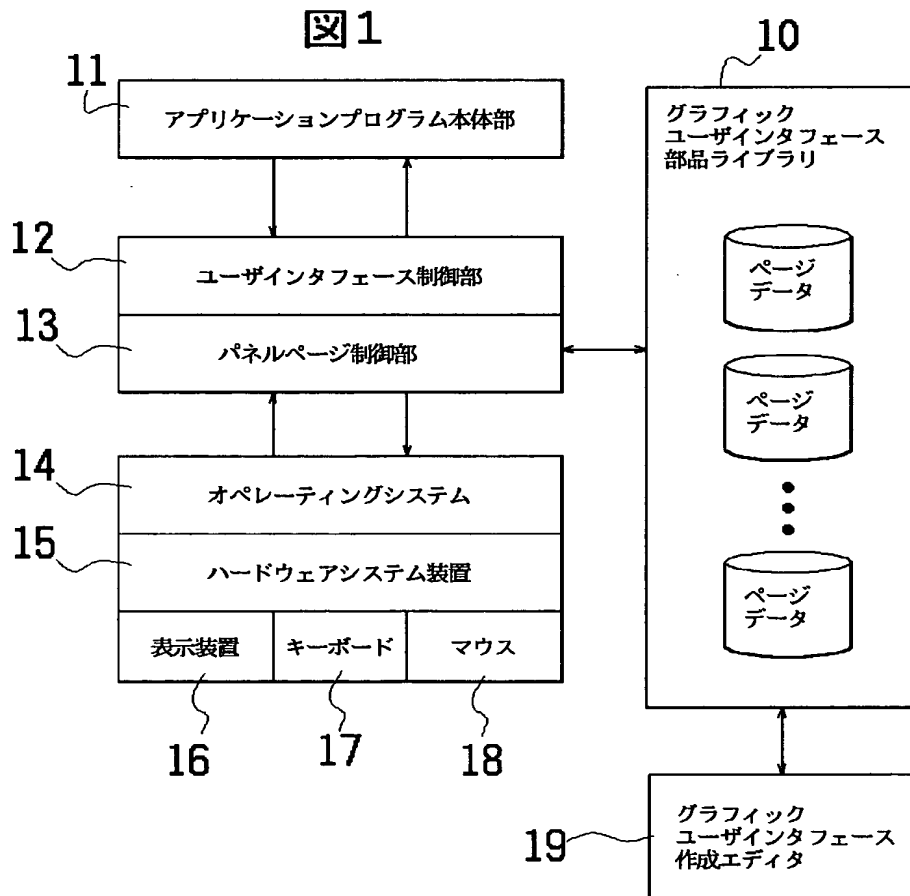 図1
11
アプリケーションプログラム本体部
12
ユーザインタフェース制御部
13
パネルページ制御部
14
オペレーティングシステム
15
ハードウェアシステム装置
表示装置
キーボード
マウス
16
17
18
10
グラフィック
ユーザインタフェース
部品ライブラリ
ページ
データ
ページ
データ
ページ
データ
19
グラフィック
ユーザインタフェース
作成エディタ